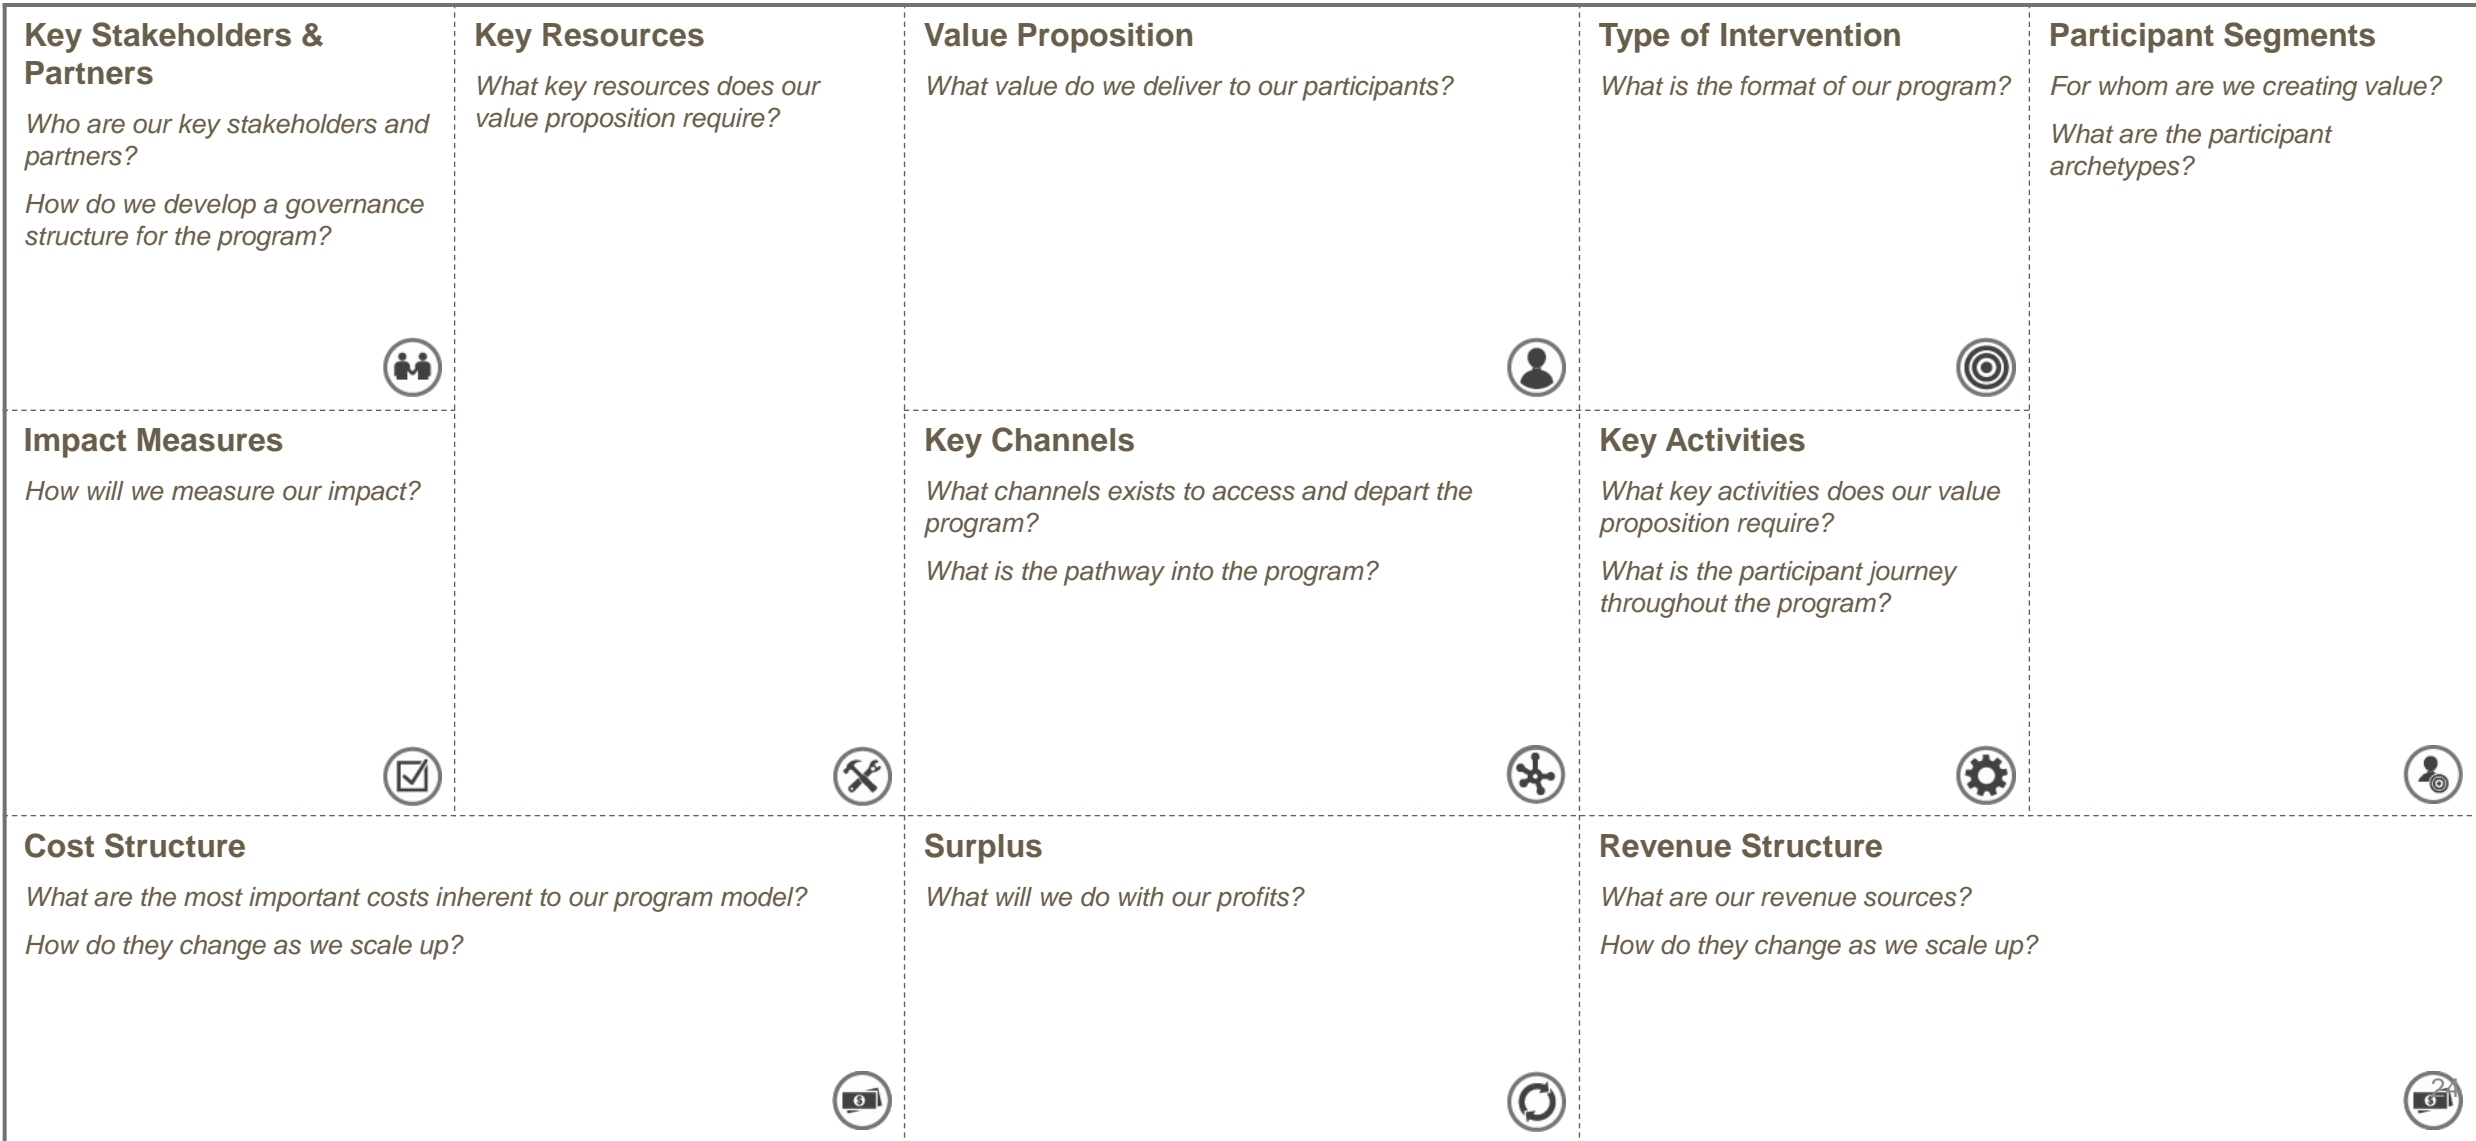 Key Stakeholders &
Partners
Who are our key stakeholders and
partners?
How do we develop a governance
structure for the program?
Key Resources
What key resources does our
value proposition require?
Value Proposition
What value do we deliver to our participants?
Type of Intervention
What is the format of our program?
Participant Segments
For whom are we creating value?
What are the participant
archetypes?
Impact Measures
How will we measure our impact?
Key Channels
What channels exists to access and depart the
program?
What is the pathway into the program?
Key Activities
What key activities does our value
proposition require?
What is the participant journey
throughout the program?
Cost Structure
What are the most important costs inherent to our program model?
How do they change as we scale up?
Surplus
What will we do with our profits?
Revenue Structure
What are our revenue sources?
How do they change as we scale up?
24